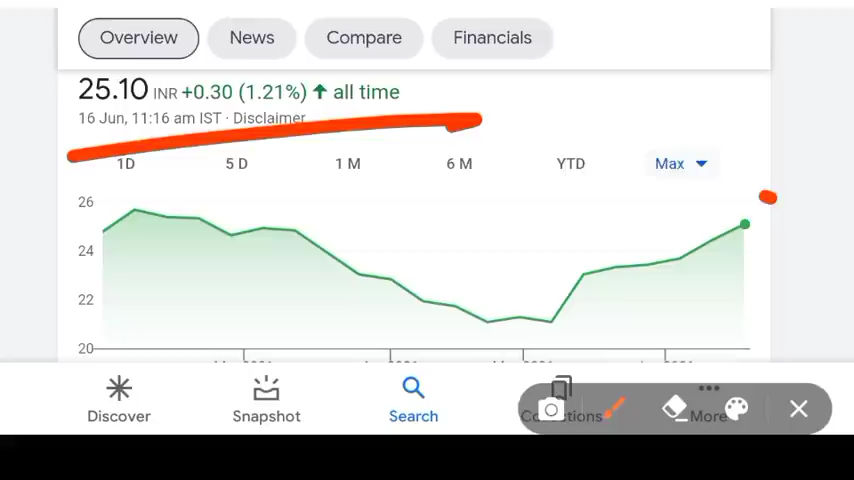 Overview News Compare Financials
25.10 INR +0.30 (1.21%) all time
16 Jun, 11:16 am IST · Disclaimer
1D 5 D 1 M 6 M YTD Max
26
24
22
20
Discover Snapshot Search More